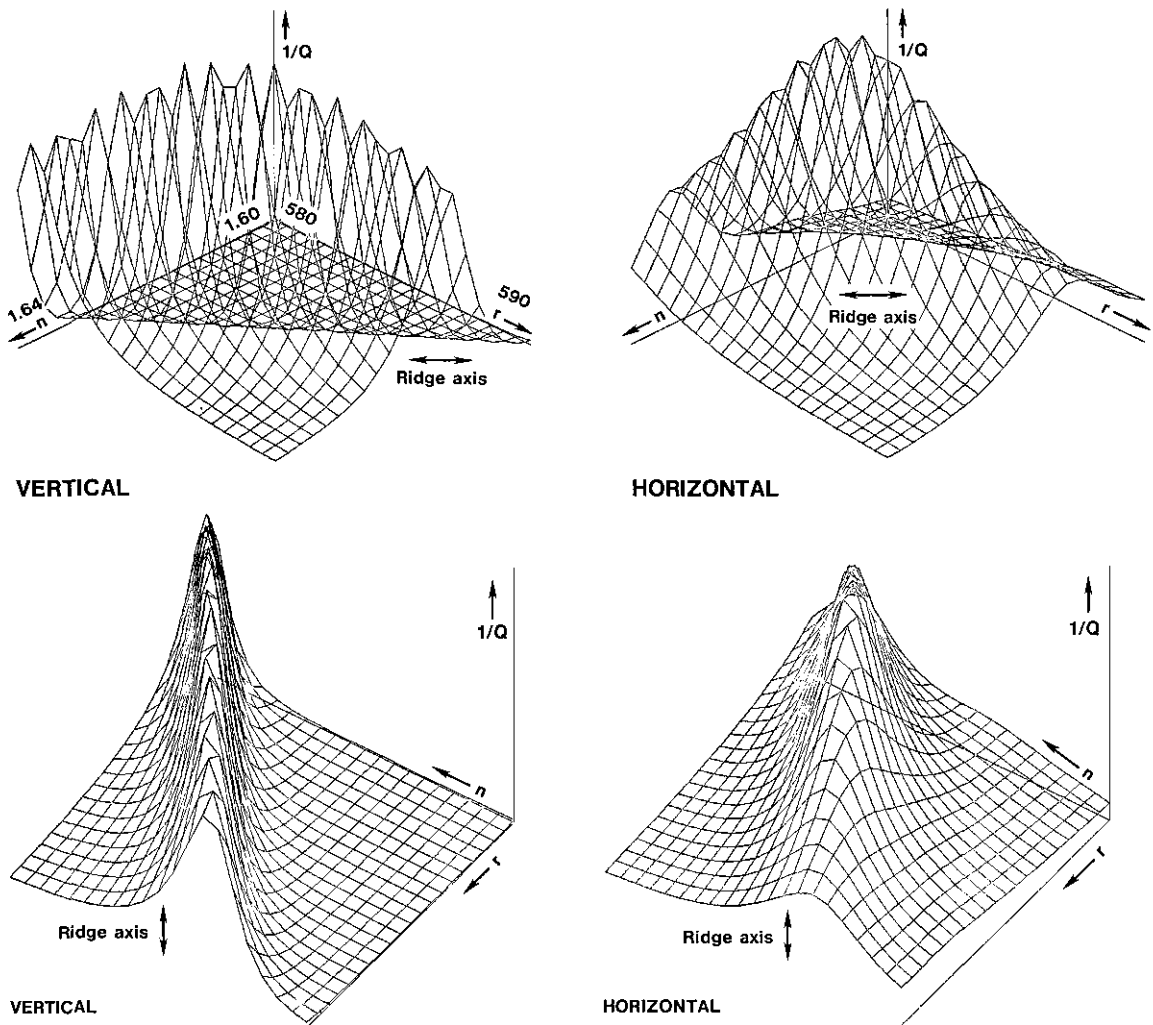 1/Q
1.60
580
1.64
n
590
r
Ridge axis
VERTICAL
1/Q
n
r
Ridge axis
HORIZONTAL
1/Q
n
r
Ridge axis
VERTICAL
1/Q
n
r
Ridge axis
HORIZONTAL